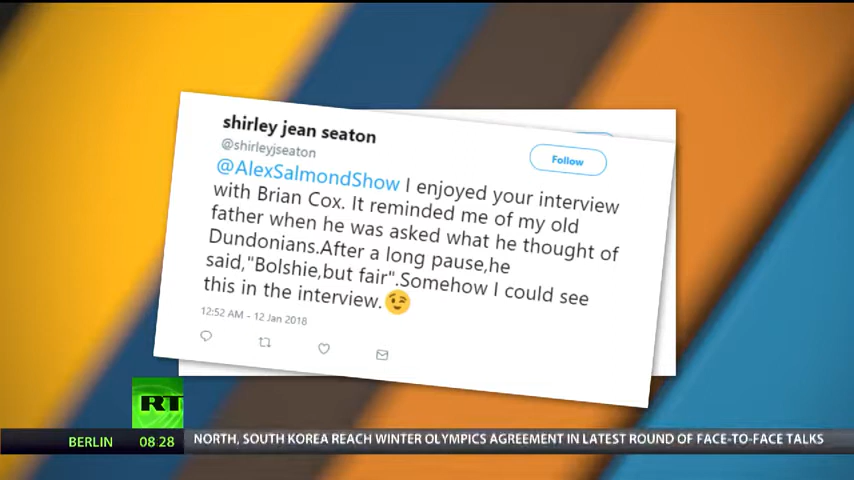 shirley jean seaton
@shirleyjseaton
Follow
@AlexSalmondShow I enjoyed your interview
with Brian Cox. It reminded me of my old
father when he was asked what he thought of
Dundonians.After a long pause,he
said,"Bolshie,but fair".Somehow I could see
this in the interview.😉
12:52 AM - 12 Jan 2018
RT
BERLIN 08:28 NORTH, SOUTH KOREA REACH WINTER OLYMPICS AGREEMENT IN LATEST ROUND OF FACE-TO-FACE TALKS